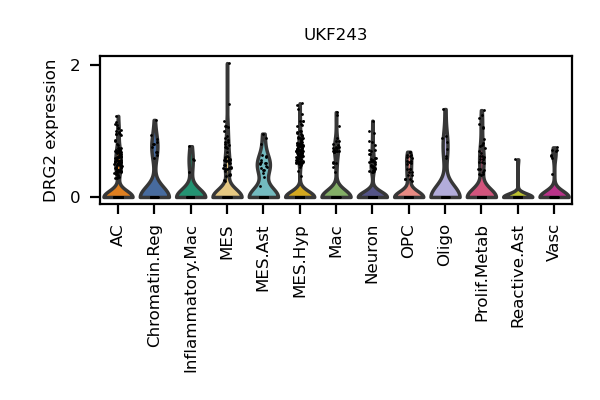 UKF243
DRG2 expression
2
0
AC
Chromatin.Reg
Inflammatory.Mac
MES
MES.Ast
MES.Hyp
Mac
Neuron
OPC
Oligo
Prolif.Metab
Reactive.Ast
Vasc